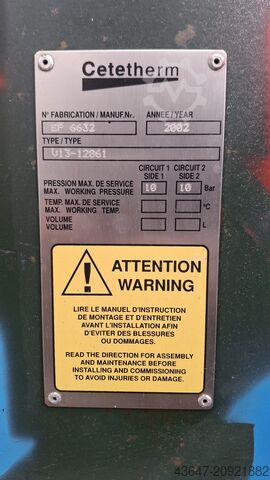 Cetetherm
N° FABRICATION / MANUF.Nr.
ANNEE / YEAR
EP 6632
2002
TYPE / TYPE
V13-12861
CIRCUIT 1 CIRCUIT 2
SIDE 1 SIDE 2
PRESSION MAX. DE SERVICE
MAX. WORKING PRESSURE
10 10 Bar
TEMP. MAX. DE SERVICE
MAX. WORKING TEMP.
°C
VOLUME
VOLUME
L
ATTENTION
WARNING
LIRE LE MANUEL D'INSTRUCTION
DE MONTAGE ET D'ENTRETIEN
AVANT L'INSTALLATION AFIN
D'EVITER DES BLESSURES
OU DOMMAGES.
READ THE DIRECTION FOR ASSEMBLY
AND MAINTENANCE BEFORE
INSTALLING AND COMMISSIONING
TO AVOID INJURIES OR DAMAGE.
43647-20921882